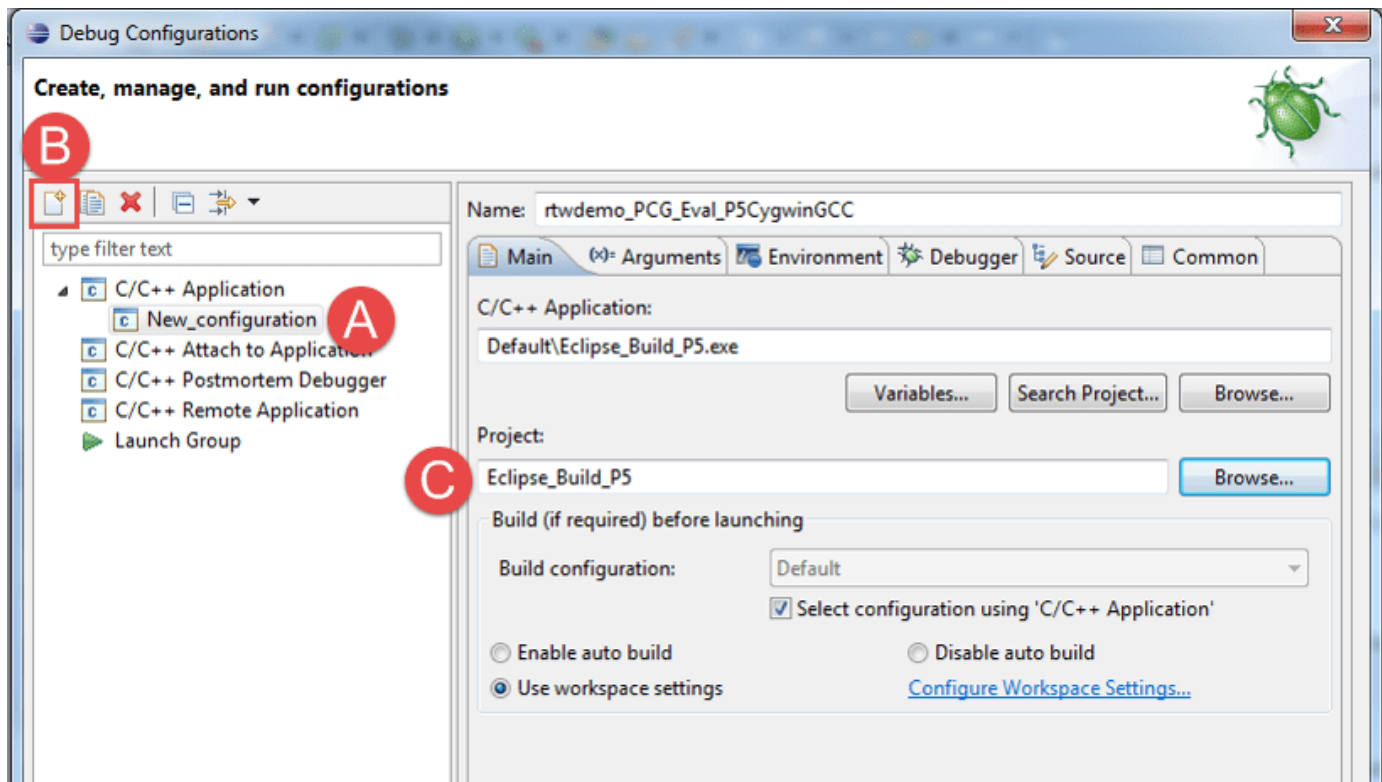 Debug Configurations
Create, manage, and run configurations
B
Name: rtwdemo_PCG_Eval_P5CygwinGCC
type filter text
Main (x)= Arguments Environment Debugger Source Common
C/C++ Application
New_configuration A
C/C++ Attach to Application
C/C++ Postmortem Debugger
C/C++ Remote Application
Launch Group
C/C++ Application:
Default\Eclipse_Build_P5.exe
Variables... Search Project... Browse...
Project:
C Eclipse_Build_P5 Browse...
Build (if required) before launching
Build configuration: Default
Select configuration using 'C/C++ Application'
Enable auto build Disable auto build
Use workspace settings Configure Workspace Settings...